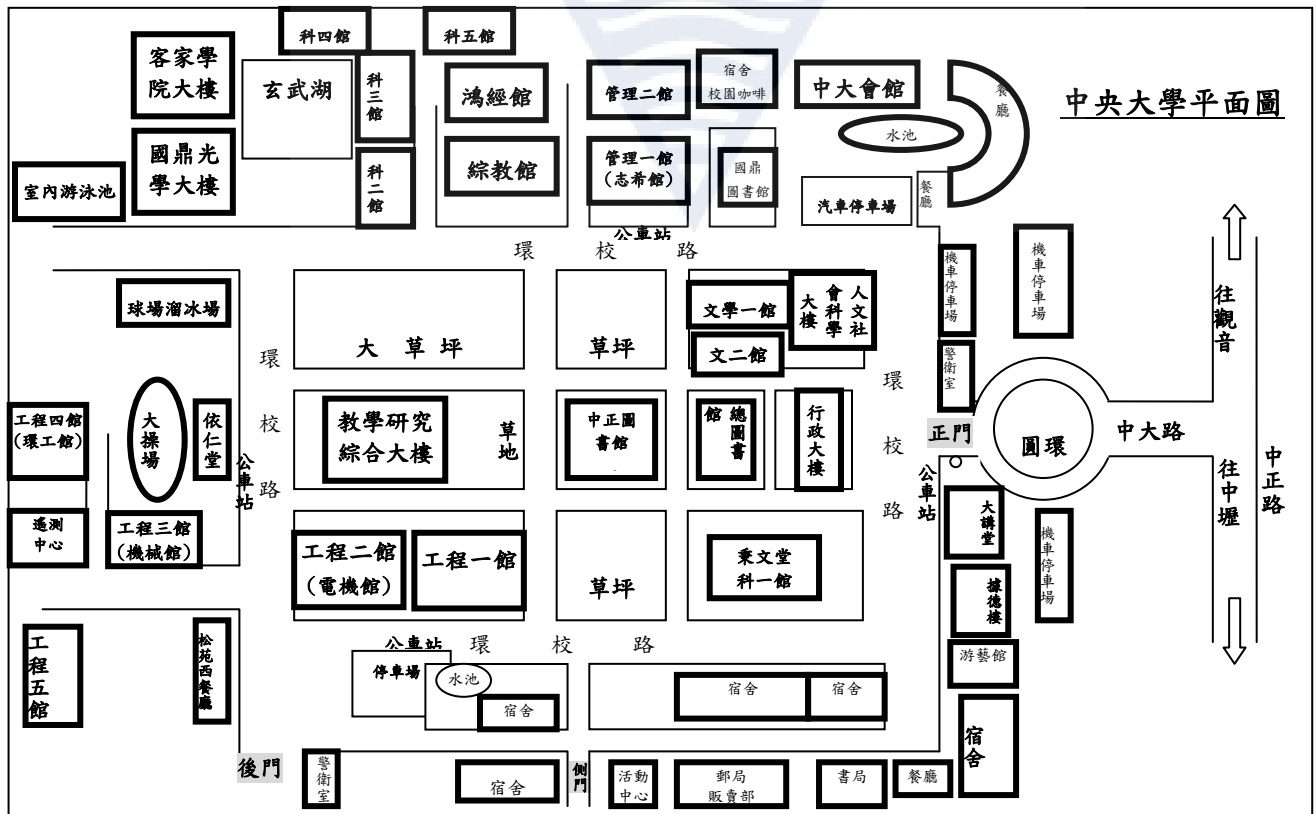 中央大學平面圖
科四館
科五館
客家學
院大樓
玄武湖
科三館
鴻經館
管理二館
宿舍
校園咖啡
中大會館
餐廳
水池
國鼎光
學大樓
室內游泳池
科二館
綜教館
管理一館
(志希館)
國鼎
圖書館
汽車停車場
餐廳
公車站
環校路
機車停車場
機車停車場
往觀音
球場溜冰場
大草坪
草坪
文學一館
文二館
人文社
會科學
大樓
警衛室
環校路
環校路
工程四館
(環工館)
大操場
依仁堂
公車站
教學研究
綜合大樓
草地
中正圖
書館
總圖書
館
行政大樓
正門
圓環
中大路
公車站
往中壢
中正路
遙測
中心
工程三館
(機械館)
工程二館
(電機館)
工程一館
草坪
秉文堂
科一館
大講堂
據德樓
機車停車場
公車站
環校路
工程五館
松苑西餐廳
停車場
水池
宿舍
宿舍
宿舍
游藝館
宿舍
後門
警衛室
宿舍
側門
活動
中心
郵局
販賣部
書局
餐廳